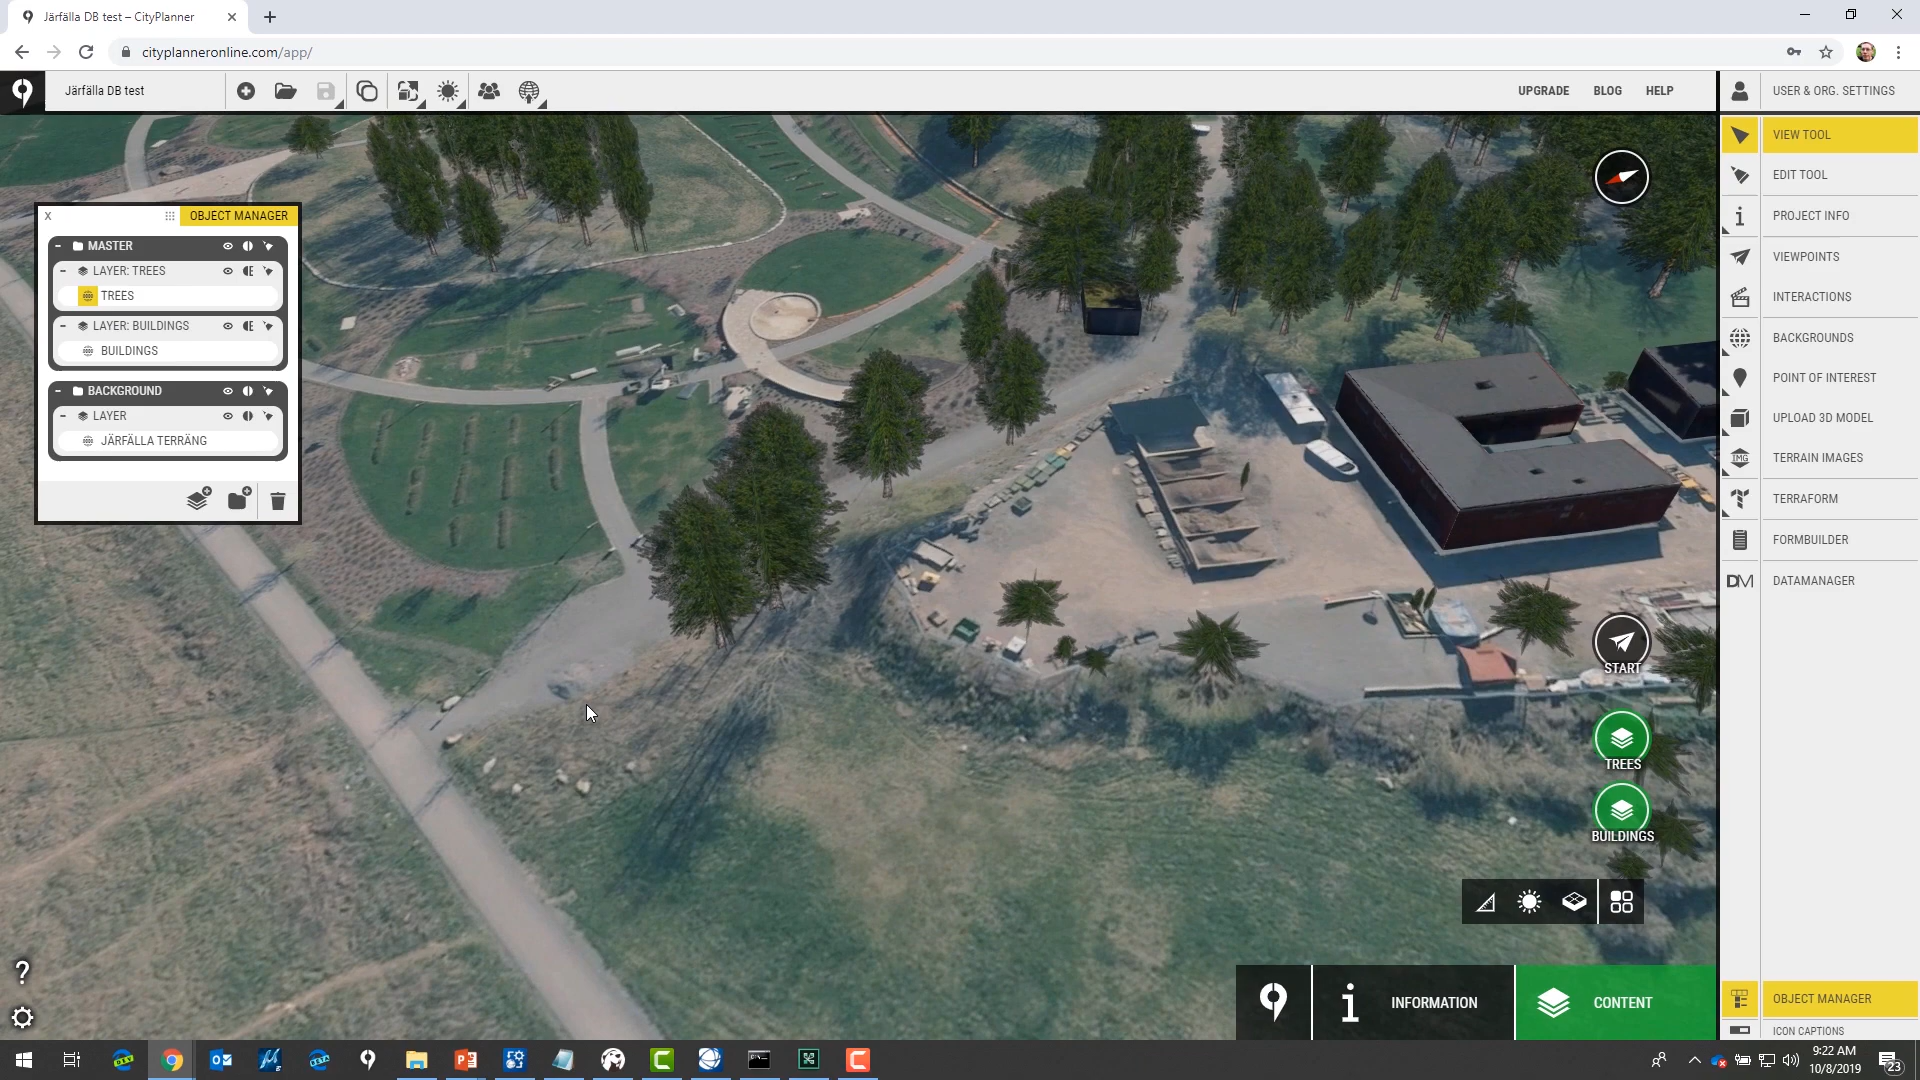 Järfälla DB test – CityPlanner
cityplanneronline.com/app/
Järfälla DB test
UPGRADE
BLOG
HELP
USER & ORG. SETTINGS
VIEW TOOL
EDIT TOOL
PROJECT INFO
VIEWPOINTS
INTERACTIONS
BACKGROUNDS
POINT OF INTEREST
UPLOAD 3D MODEL
IMG
TERRAIN IMAGES
TERRAFORM
FORMBUILDER
DM
DATAMANAGER
X
OBJECT MANAGER
MASTER
LAYER: TREES
TREES
LAYER: BUILDINGS
BUILDINGS
BACKGROUND
LAYER
JÄRFÄLLA TERRÄNG
START
TREES
BUILDINGS
?
INFORMATION
CONTENT
OBJECT MANAGER
ICON CAPTIONS
DEV
BETA
9:22 AM
10/8/2019
23